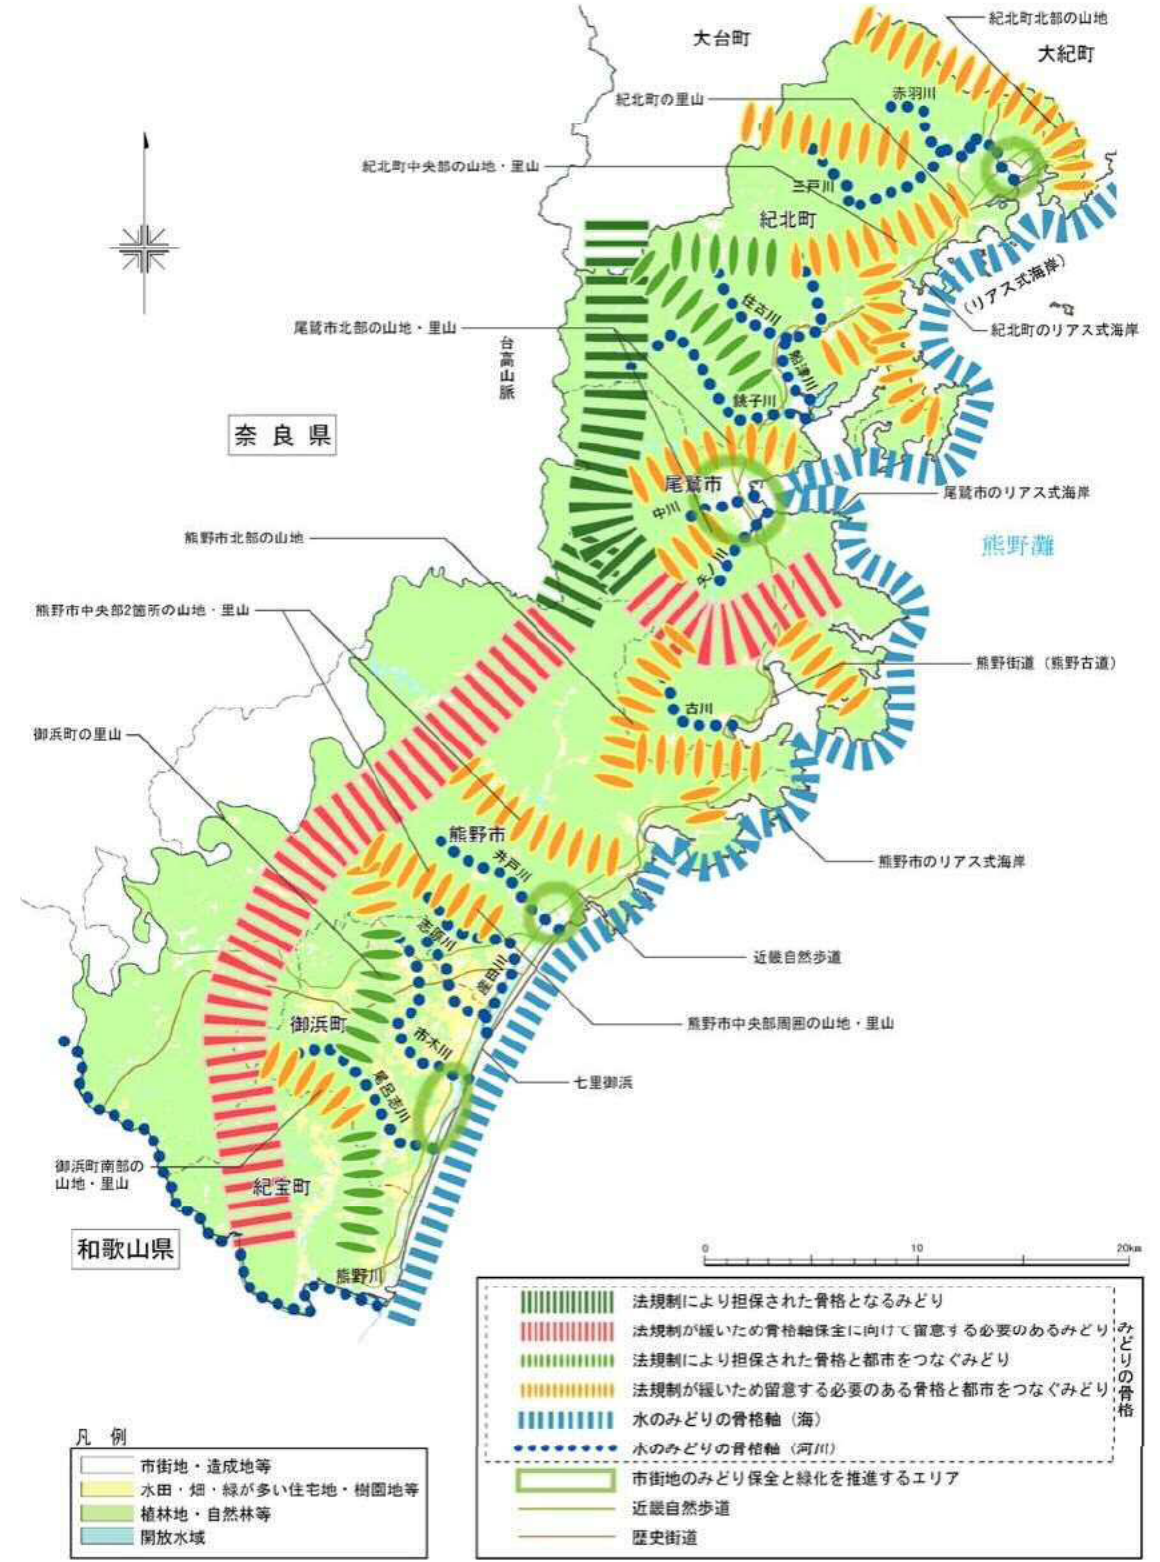 紀北町北部の山地
大台町
大紀町
赤羽川
紀北町の里山
紀北町中央部の山地・里山
三戸川
紀北町
(リアス式海岸)
住古川
尾鷲市北部の山地・里山
紀北町のリアス式海岸
台高山脈
船津川
銚子川
奈良県
尾鷲市
尾鷲市のリアス式海岸
中川
熊野市北部の山地
熊野灘
矢ノ川
熊野市中央部2箇所の山地・里山
熊野街道（熊野古道）
古川
御浜町の里山
熊野市
井戸川
熊野市のリアス式海岸
志原川
近畿自然歩道
御浜町
熊野市中央部周囲の山地・里山
市木川
七里御浜
尾呂志川
御浜町南部の
山地・里山
紀宝町
和歌山県
熊野川
0
10
20km
法規制により担保された骨格となるみどり
法規制が緩いため骨格軸保全に向けて留意する必要のあるみどり
法規制により担保された骨格と都市をつなぐみどり
法規制が緩いため留意する必要のある骨格と都市をつなぐみどり
水のみどりの骨格軸（海）
水のみどりの骨格軸（河川）
みどりの骨格
市街地のみどり保全と緑化を推進するエリア
近畿自然歩道
歴史街道
凡例
市街地・造成地等
水田・畑・緑が多い住宅地・樹園地等
植林地・自然林等
開放水域